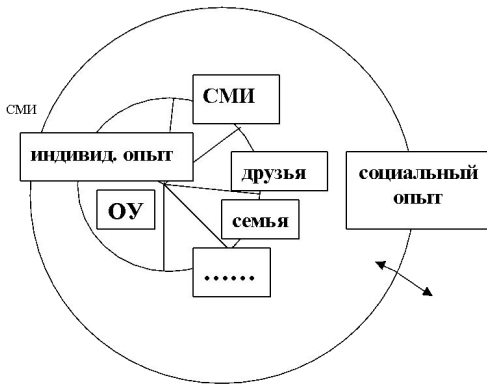 СМИ
СМИ
индивид. опыт
друзья
социальный
опыт
ОУ
семья
......